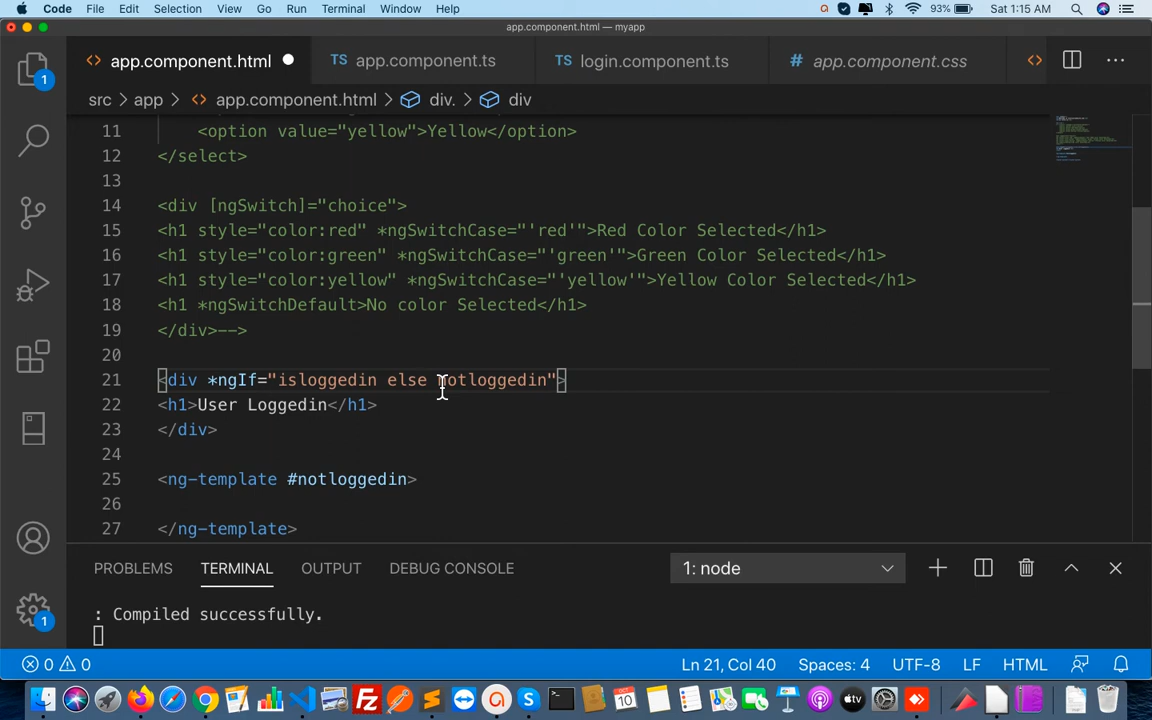 Code File Edit Selection View Go Run Terminal Window Help 93% Sat 1:15 AM
app.component.html — myapp
app.component.html TS app.component.ts TS login.component.ts # app.component.css
src > app > app.component.html > div. > div
11 <option value="yellow">Yellow</option>
12 </select>
13
14 <div [ngSwitch]="choice">
15 <h1 style="color:red" *ngSwitchCase="'red'">Red Color Selected</h1>
16 <h1 style="color:green" *ngSwitchCase="'green'">Green Color Selected</h1>
17 <h1 style="color:yellow" *ngSwitchCase="'yellow'">Yellow Color Selected</h1>
18 <h1 *ngSwitchDefault>No color Selected</h1>
19 </div>-->
20
21 <div *ngIf="isloggedin else notloggedin">
22 <h1>User Loggedin</h1>
23 </div>
24
25 <ng-template #notloggedin>
26
27 </ng-template>
PROBLEMS TERMINAL OUTPUT DEBUG CONSOLE 1: node
: Compiled successfully.
0 0 Ln 21, Col 40 Spaces: 4 UTF-8 LF HTML